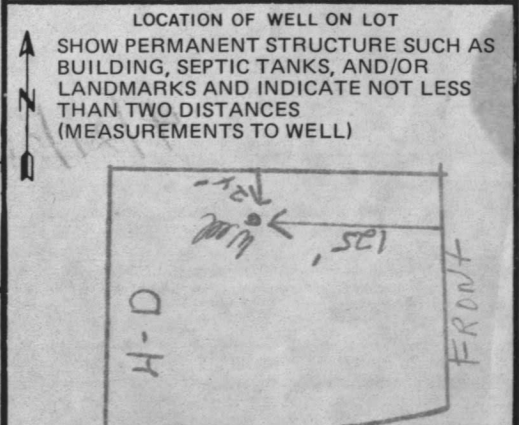 LOCATION OF WELL ON LOT
SHOW PERMANENT STRUCTURE SUCH AS
BUILDING, SEPTIC TANKS, AND/OR
LANDMARKS AND INDICATE NOT LESS
THAN TWO DISTANCES
(MEASUREMENTS TO WELL)
N
Well
125'
FRONT